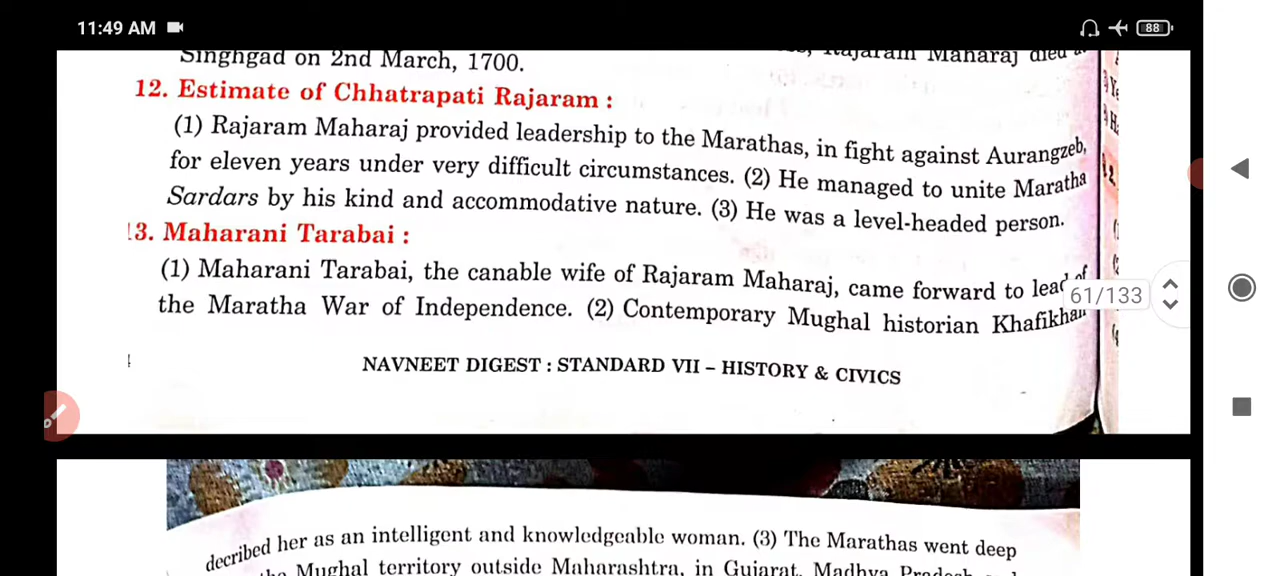 11:49 AM
88
Singhgad on 2nd March, 1700.
Rajaram Maharaj died
12. Estimate of Chhatrapati Rajaram :
(1) Rajaram Maharaj provided leadership to the Marathas, in fight against Aurangzeb,
for eleven years under very difficult circumstances. (2) He managed to unite Maratha
Sardars by his kind and accommodative nature. (3) He was a level-headed person.
13. Maharani Tarabai :
(1) Maharani Tarabai, the canable wife of Rajaram Maharaj, came forward to lead of
the Maratha War of Independence. (2) Contemporary Mughal historian Khafikhan
61/133
NAVNEET DIGEST : STANDARD VII – HISTORY & CIVICS
decribed her as an intelligent and knowledgeable woman. (3) The Marathas went deep
Mughal territory outside Maharashtra, in Gujarat, Madhya Pradesh